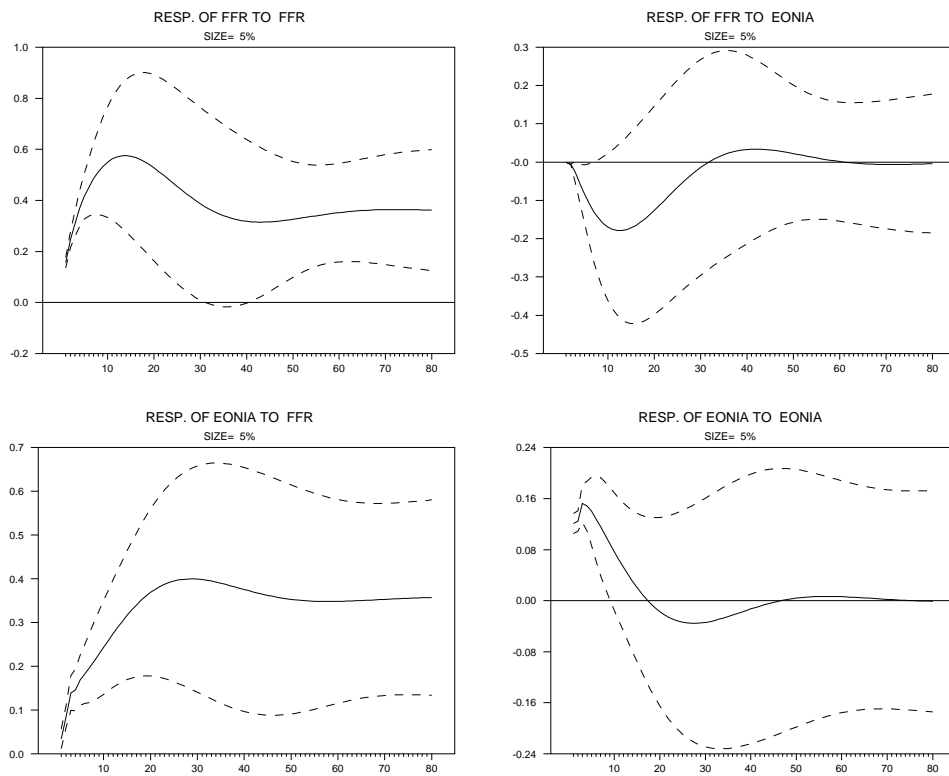 RESP. OF FFR TO FFR
SIZE= 5%
1.0
0.8
0.6
0.4
0.2
0.0
-0.2
10 20 30 40 50 60 70 80
RESP. OF FFR TO EONIA
SIZE= 5%
0.3
0.2
0.1
-0.0
-0.1
-0.2
-0.3
-0.4
-0.5
10 20 30 40 50 60 70 80
RESP. OF EONIA TO FFR
SIZE= 5%
0.7
0.6
0.5
0.4
0.3
0.2
0.1
0.0
10 20 30 40 50 60 70 80
RESP. OF EONIA TO EONIA
SIZE= 5%
0.24
0.16
0.08
0.00
-0.08
-0.16
-0.24
10 20 30 40 50 60 70 80